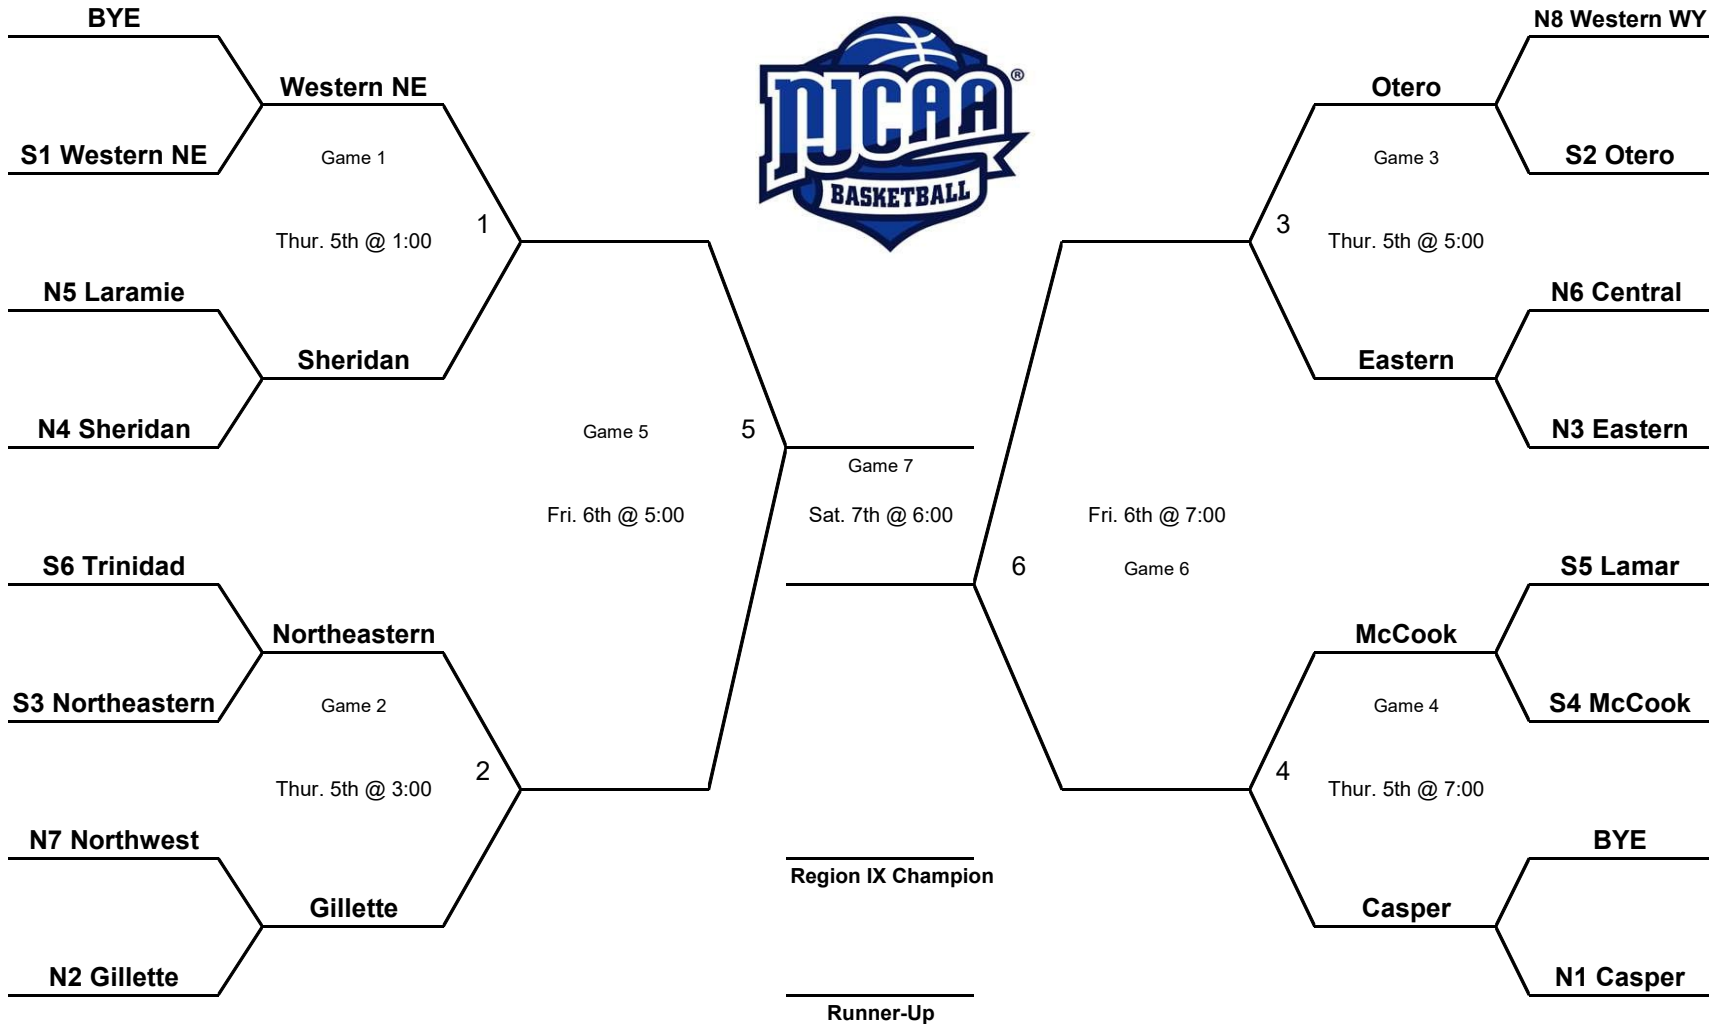 BYE
N8 Western WY
Western NE
Otero
NJCAA
®
BASKETBALL
S1 Western NE
Game 1
Game 3
S2 Otero
1
3
Thur. 5th @ 1:00
Thur. 5th @ 5:00
N5 Laramie
N6 Central
Sheridan
Eastern
N4 Sheridan
Game 5
5
N3 Eastern
Game 7
Fri. 6th @ 5:00
Sat. 7th @ 6:00
Fri. 6th @ 7:00
S6 Trinidad
6
Game 6
S5 Lamar
Northeastern
McCook
S3 Northeastern
Game 2
Game 4
S4 McCook
2
4
Thur. 5th @ 3:00
Thur. 5th @ 7:00
N7 Northwest
BYE
Region IX Champion
Gillette
Casper
N2 Gillette
N1 Casper
Runner-Up